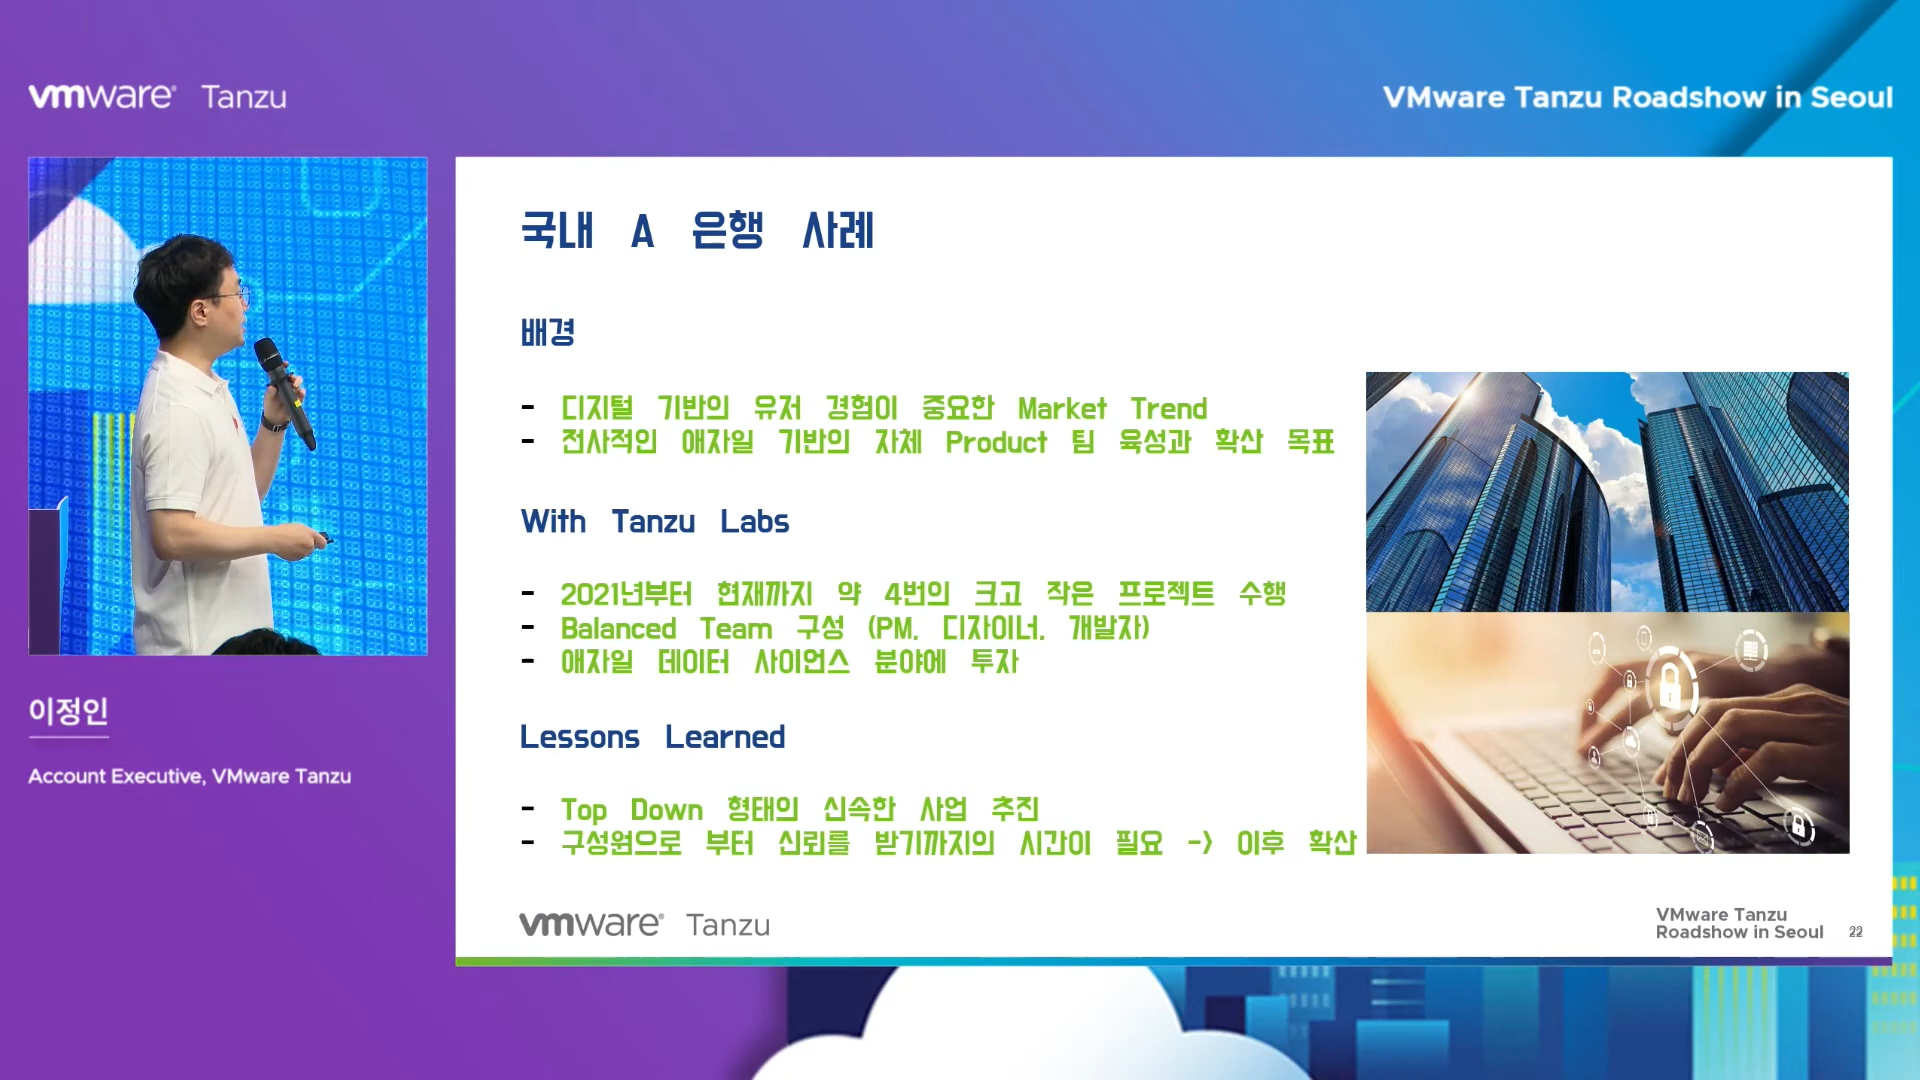 vmware® Tanzu
VMware Tanzu Roadshow in Seoul
국내 A 은행 사례
배경
- 디지털 기반의 유저 경험이 중요한 Market Trend
- 전사적인 애자일 기반의 자체 Product 팀 육성과 확산 목표
With Tanzu Labs
- 2021년부터 현재까지 약 4번의 크고 작은 프로젝트 수행
- Balanced Team 구성 (PM, 디자이너, 개발자)
- 애자일 데이터 사이언스 분야에 투자
Lessons Learned
- Top Down 형태의 신속한 사업 추진
- 구성원으로 부터 신뢰를 받기까지의 시간이 필요 -> 이후 확산
vmware® Tanzu
VMware Tanzu
Roadshow in Seoul 22
이정인
Account Executive, VMware Tanzu